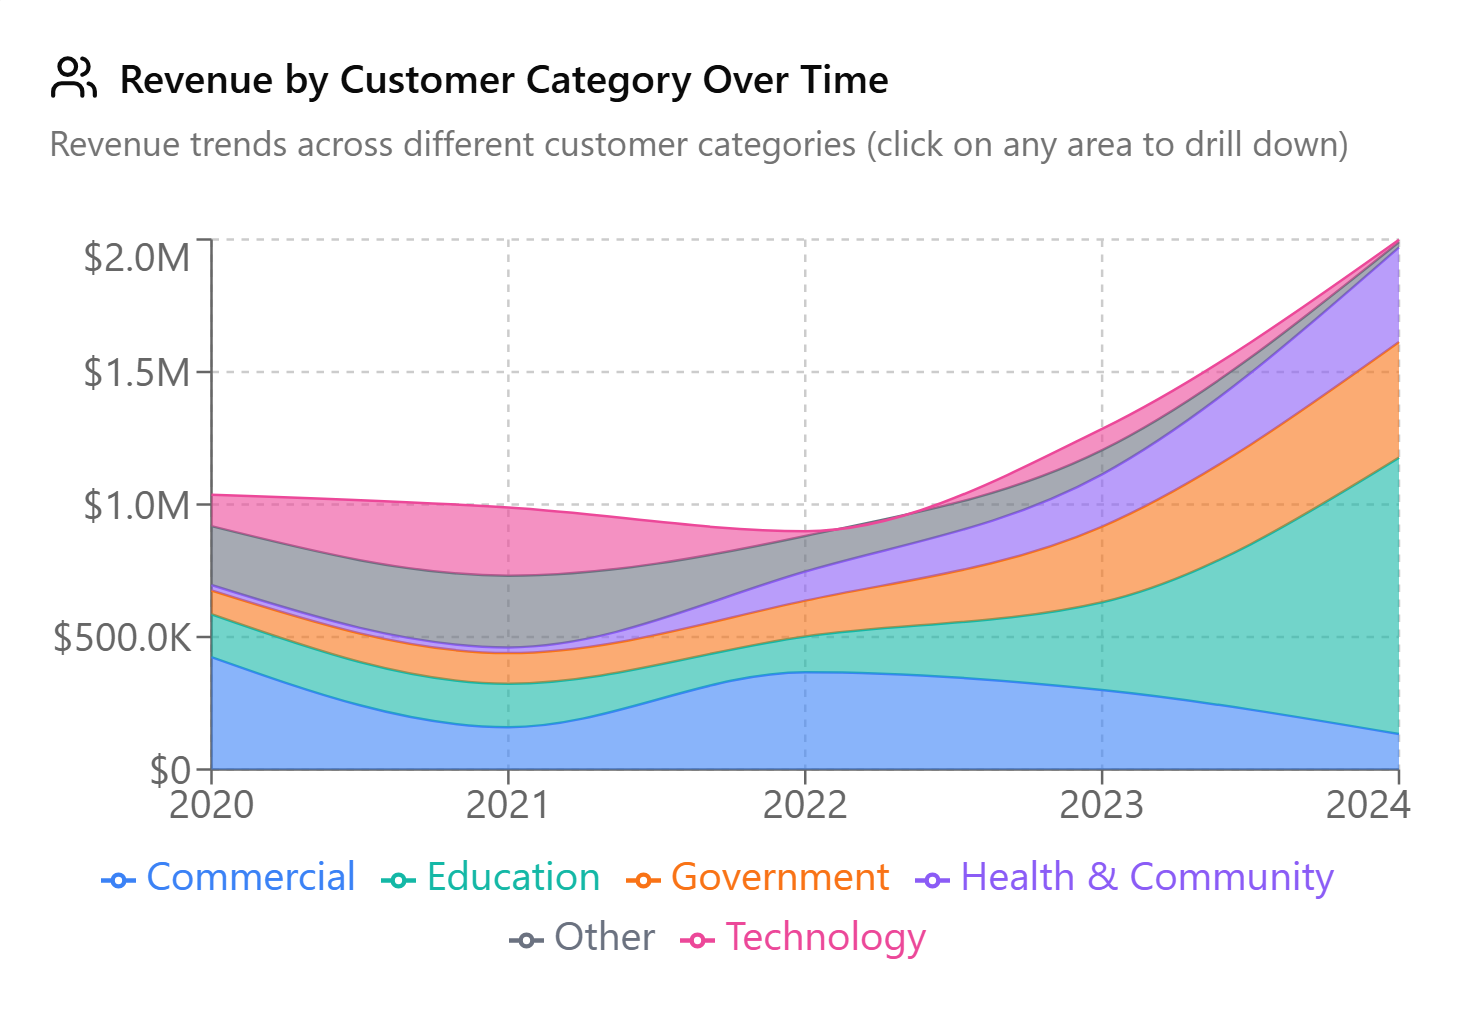 Revenue by Customer Category Over Time
Revenue trends across different customer categories (click on any area to drill down)
$2.0M
$1.5M
$1.0M
$500.0K
$0
2020 2021 2022 2023 2024
Commercial Education Government Health & Community
Other Technology